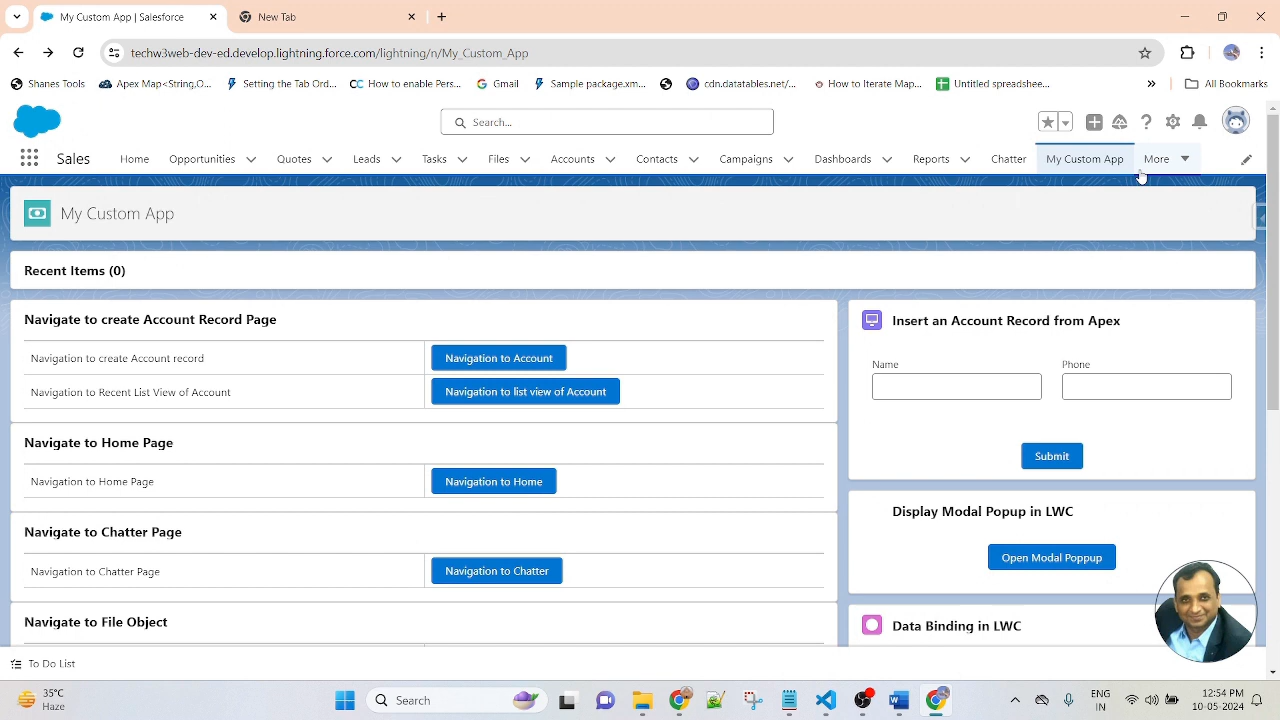 My Custom App | Salesforce
New Tab
techw3web-dev-ed.develop.lightning.force.com/lightning/n/My_Custom_App
Shanes Tools
Apex Map<String,O...
Setting the Tab Ord...
CC How to enable Pers...
Gmail
Sample package.xm...
cdn.datatables.net/...
How to Iterate Map...
Untitled spreadshee...
All Bookmarks
Search...
Sales
Home
Opportunities
Quotes
Leads
Tasks
Files
Accounts
Contacts
Campaigns
Dashboards
Reports
Chatter
My Custom App
More
My Custom App
Recent Items (0)
Navigate to create Account Record Page
Navigation to create Account record
Navigation to Account
Navigation to Recent List View of Account
Navigation to list view of Account
Navigate to Home Page
Navigation to Home Page
Navigation to Home
Navigate to Chatter Page
Navigation to Chatter Page
Navigation to Chatter
Navigate to File Object
Insert an Account Record from Apex
Name
Phone
Submit
Display Modal Popup in LWC
Open Modal Poppup
Data Binding in LWC
To Do List
35°C
Haze
Search
ENG
IN
12:54 PM
10-05-2024